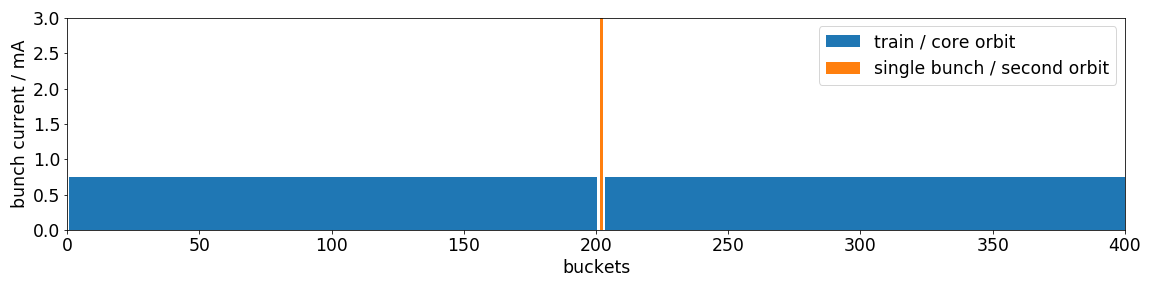 3.0
2.5
2.0
1.5
1.0
0.5
0.0
bunch current / mA
train / core orbit
single bunch / second orbit
0 50 100 150 200 250 300 350 400
buckets